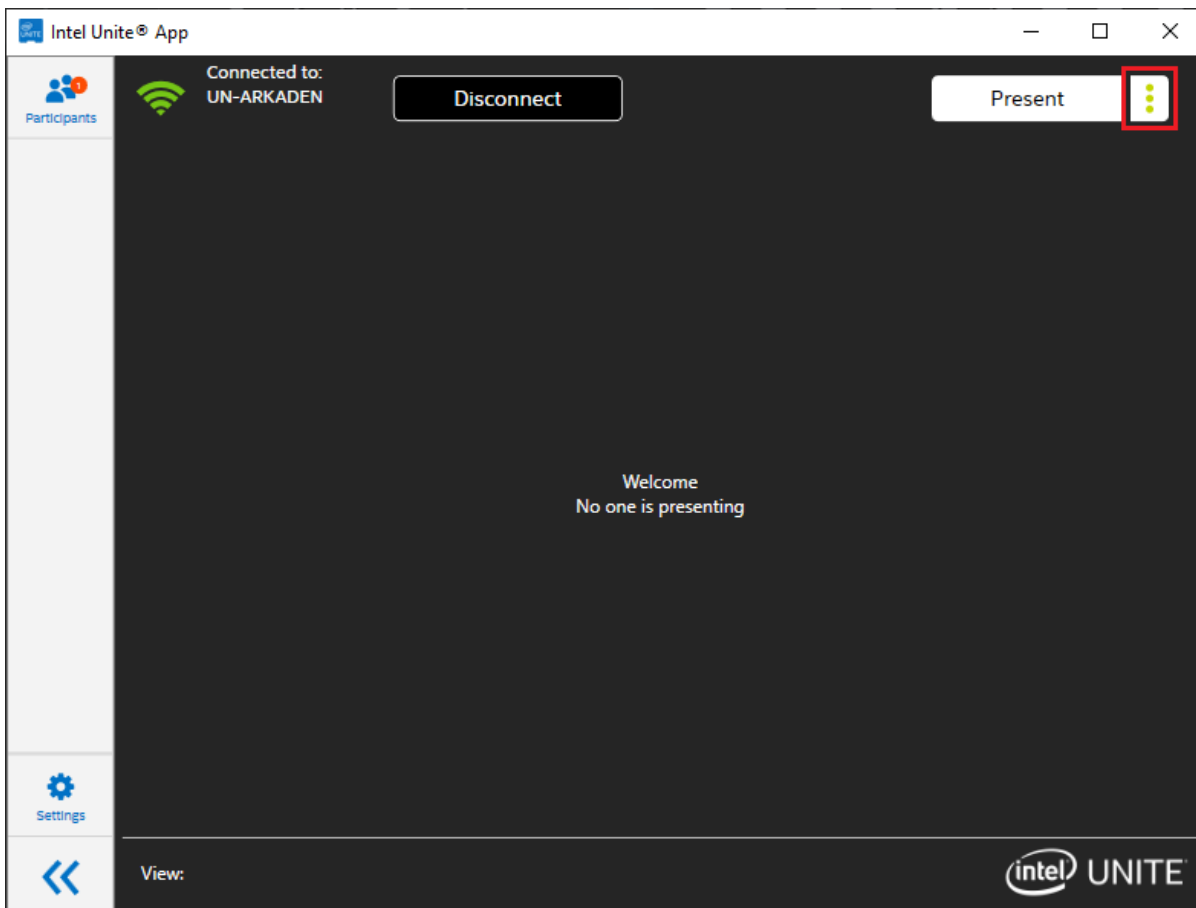 Intel Unite® App
1
Participants
Connected to:
UN-ARKADEN
Disconnect
Present
Welcome
No one is presenting
Settings
View:
intel UNITE